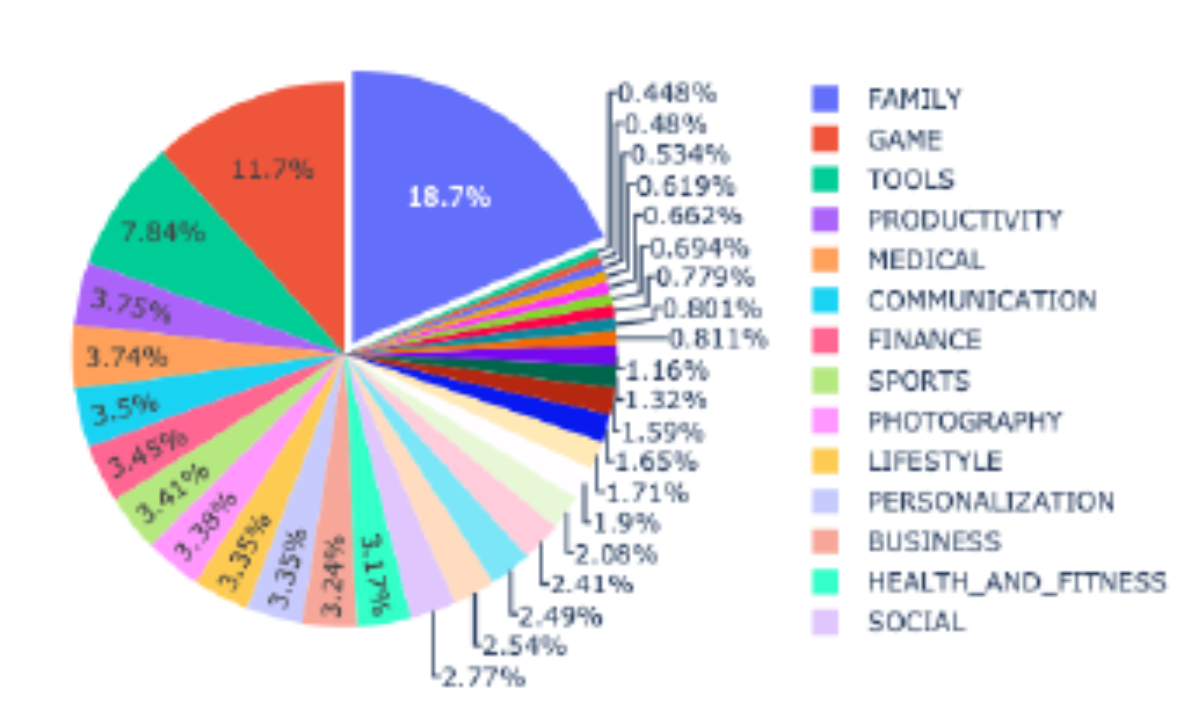 18.7%
11.7%
7.84%
3.75%
3.74%
3.5%
3.45%
3.41%
3.38%
3.35%
3.35%
3.24%
3.17%
2.77%
2.54%
2.49%
2.41%
2.08%
1.9%
1.71%
1.65%
1.59%
1.32%
1.16%
0.811%
0.801%
0.779%
0.694%
0.662%
0.619%
0.534%
0.48%
0.448%
FAMILY
GAME
TOOLS
PRODUCTIVITY
MEDICAL
COMMUNICATION
FINANCE
SPORTS
PHOTOGRAPHY
LIFESTYLE
PERSONALIZATION
BUSINESS
HEALTH_AND_FITNESS
SOCIAL